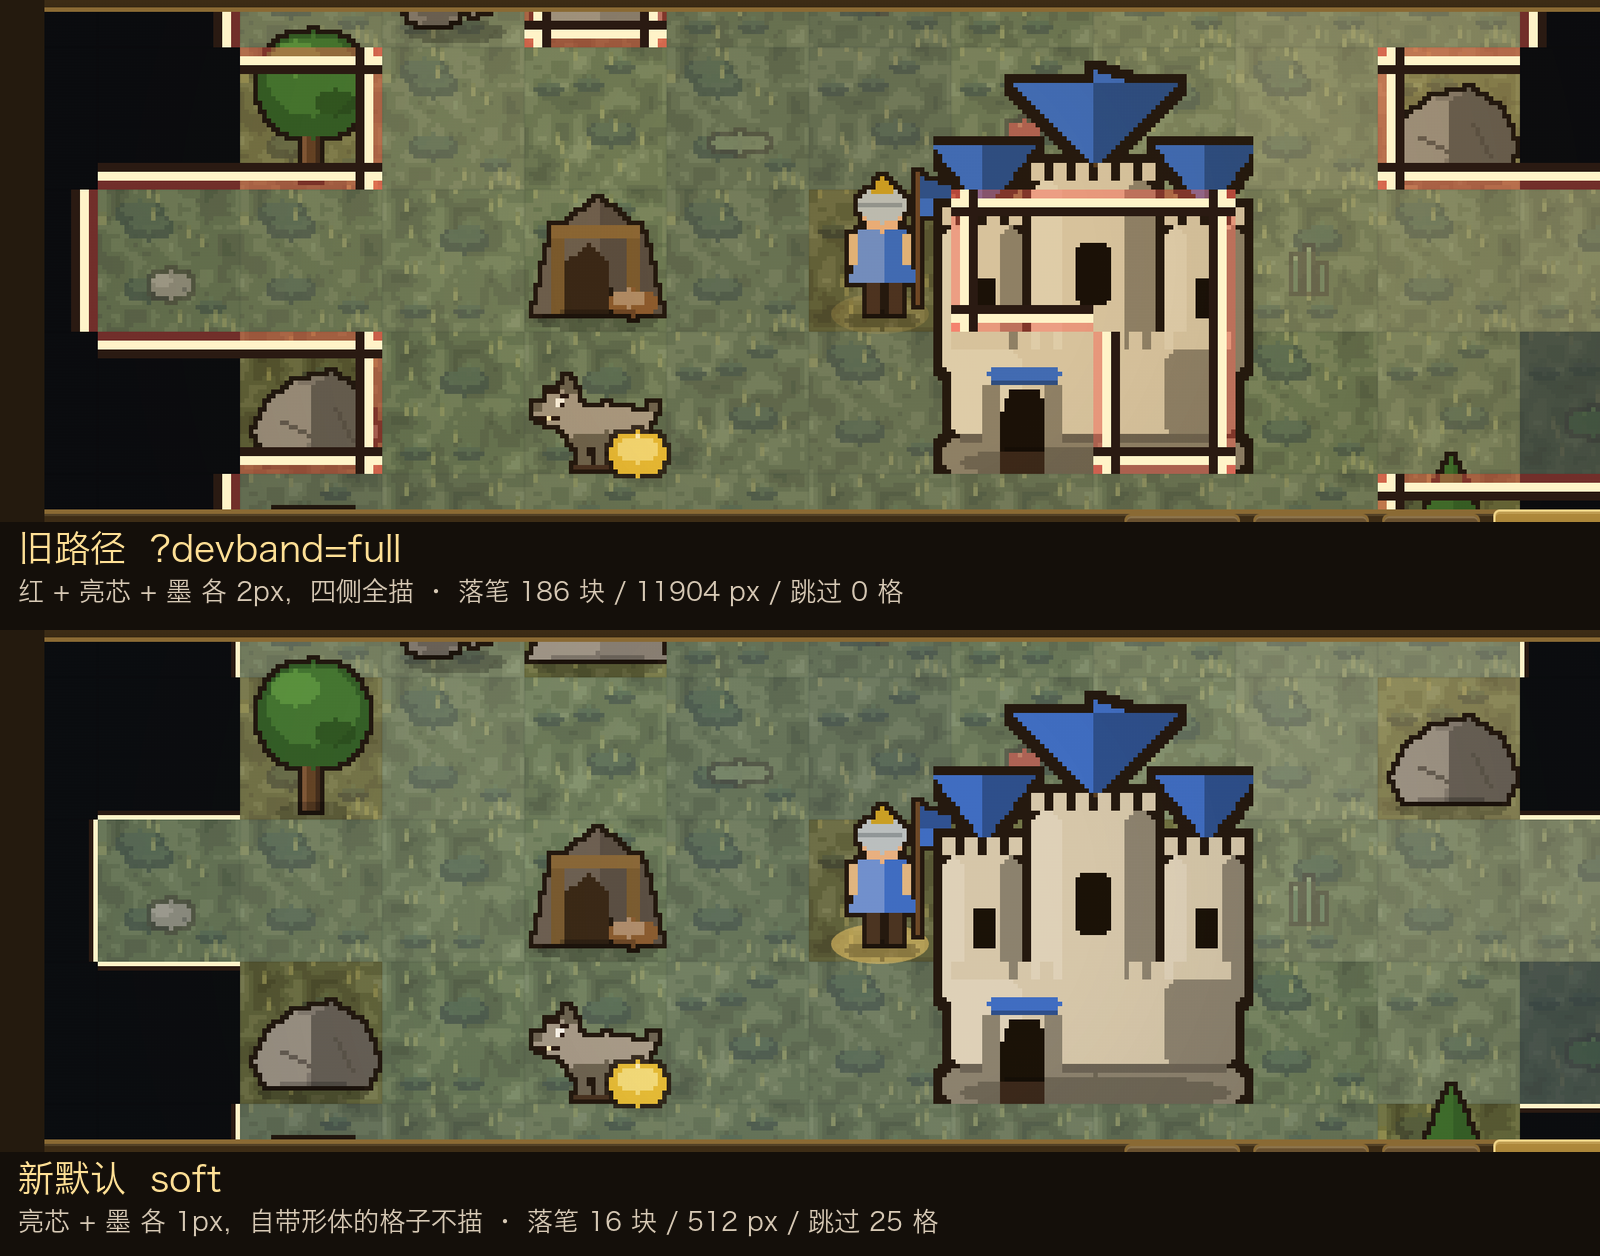 旧路径 ?devband=full
红 + 亮芯 + 墨 各 2px，四侧全描 · 落笔 186 块 / 11904 px / 跳过 0 格
新默认 soft
亮芯 + 墨 各 1px，自带形体的格子不描 · 落笔 16 块 / 512 px / 跳过 25 格